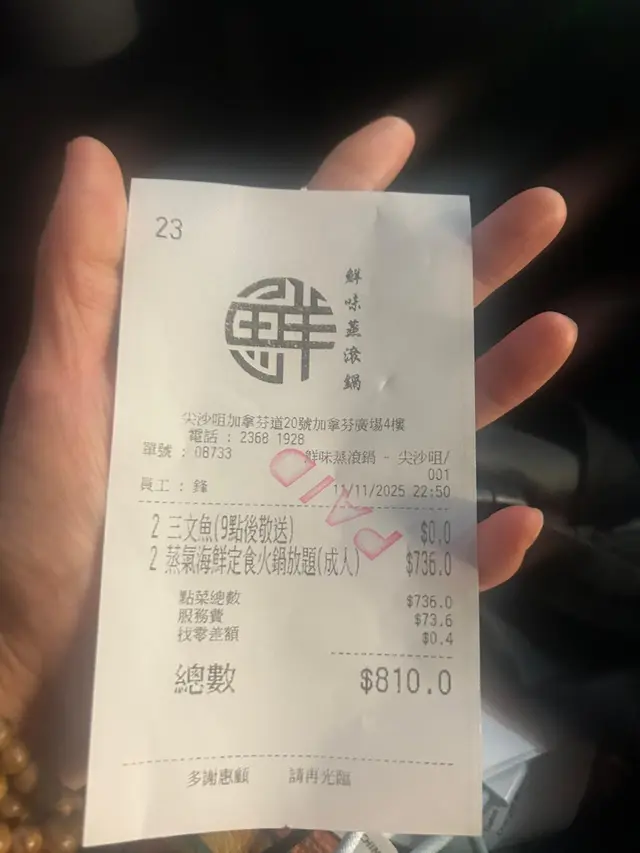 23
鮮
鮮味蒸滾鍋
尖沙咀加拿芬道20號加拿芬廣場4樓
電話 : 2368 1928
單號 : 08733
鮮味蒸滾鍋 - 尖沙咀/
001
員工 : 鋒
11/11/2025 22:50
PAID
2 三文魚(9點後敬送) $0.0
2 蒸氣海鮮定食火鍋放題(成人) $736.0
點菜總數 $736.0
服務費 $73.6
找零差額 $0.4
總數 $810.0
多謝惠顧 請再光臨